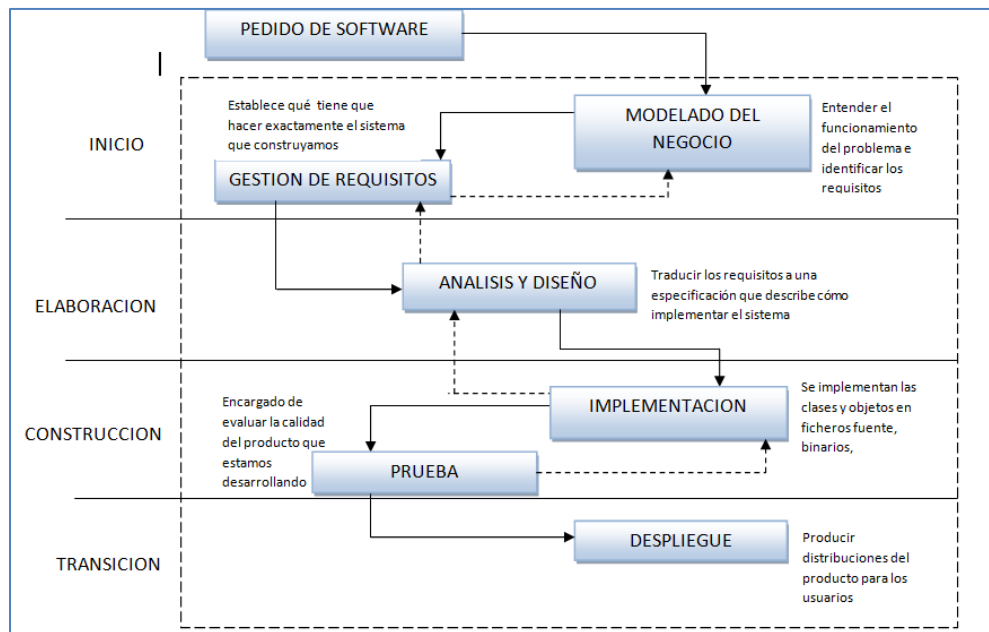 PEDIDO DE SOFTWARE
INICIO
Establece qué tiene que
hacer exactamente el sistema
que construyamos
MODELADO DEL
NEGOCIO
Entender el
funcionamiento
del problema e
identificar los
requisitos
GESTION DE REQUISITOS
ELABORACION
ANALISIS Y DISEÑO
Traducir los requisitos a una
especificación que describe cómo
implementar el sistema
CONSTRUCCION
Encargado de
evaluar la calidad
del producto que
estamos
desarrollando
IMPLEMENTACION
Se implementan las
clases y objetos en
ficheros fuente,
binarios,
PRUEBA
TRANSICION
DESPLIEGUE
Producir
distribuciones del
producto para los
usuarios